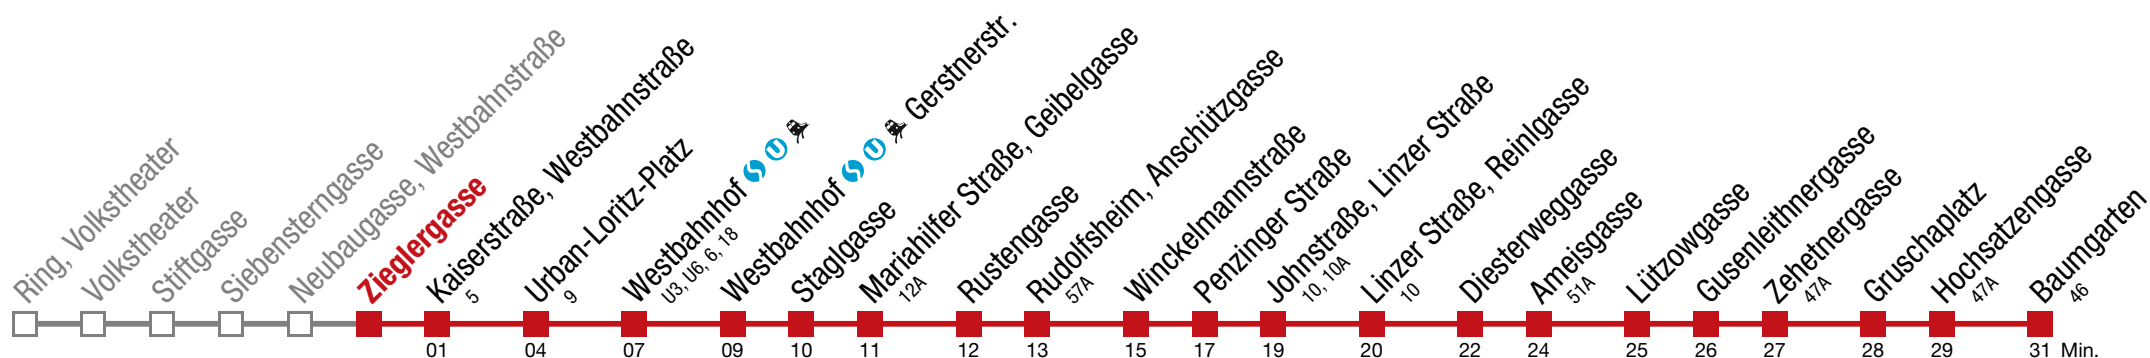 Ring, Volkstheater
Volkstheater
Stiftgasse
Siebensterngasse
Neubaugasse, Westbahnstraße
Zieglergasse
Kaiserstraße, Westbahnstraße
5
Urban-Loritz-Platz
9
Westbahnhof S U
U3, U6, 6, 18
Westbahnhof S U Gerstnerstr.
Staglgasse
Mariahilfer Straße, Geibelgasse
12A
Rustengasse
Rudolfsheim, Anschützgasse
57A
Winckelmannstraße
Penzinger Straße
Johnstraße, Linzer Straße
10, 10A
Linzer Straße, Reinlgasse
10
Diesterweggasse
Ameisgasse
51A
Lützowgasse
Gusenleithnergasse
Zehetnergasse
47A
Gruschaplatz
Hochsatzengasse
47A
Baumgarten
46
01 04 07 09 10 11 12 13 15 17 19 20 22 24 25 26 27 28 29 31 Min.